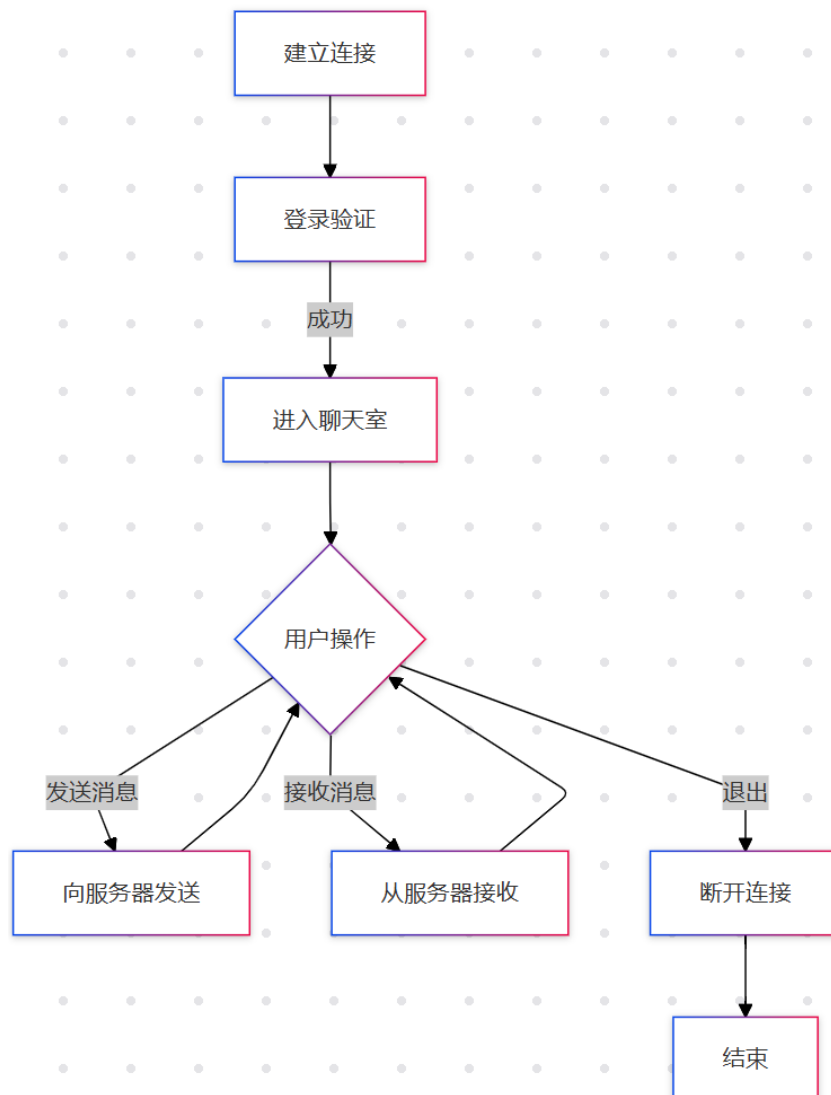 建立连接
登录验证
成功
进入聊天室
用户操作
发送消息
接收消息
退出
向服务器发送
从服务器接收
断开连接
结束